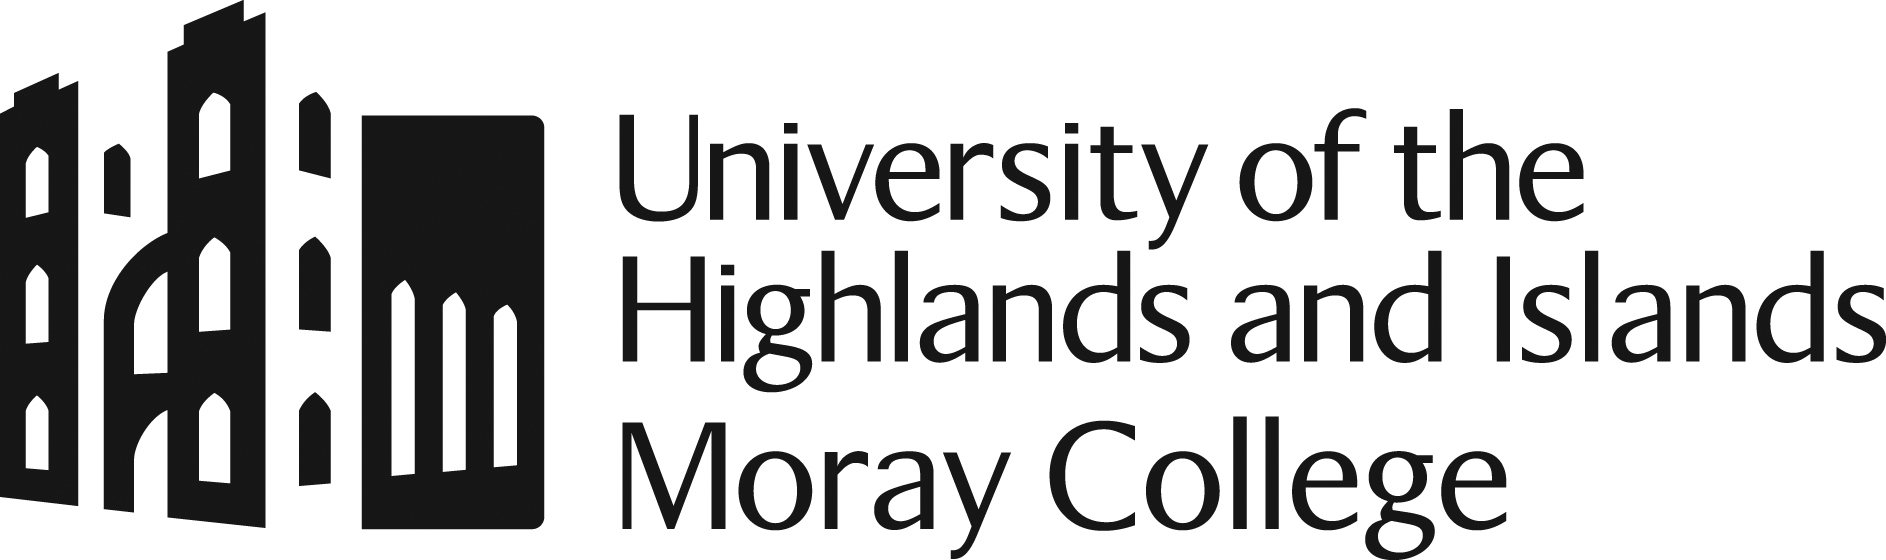 University of the
Highlands and Islands
Moray College